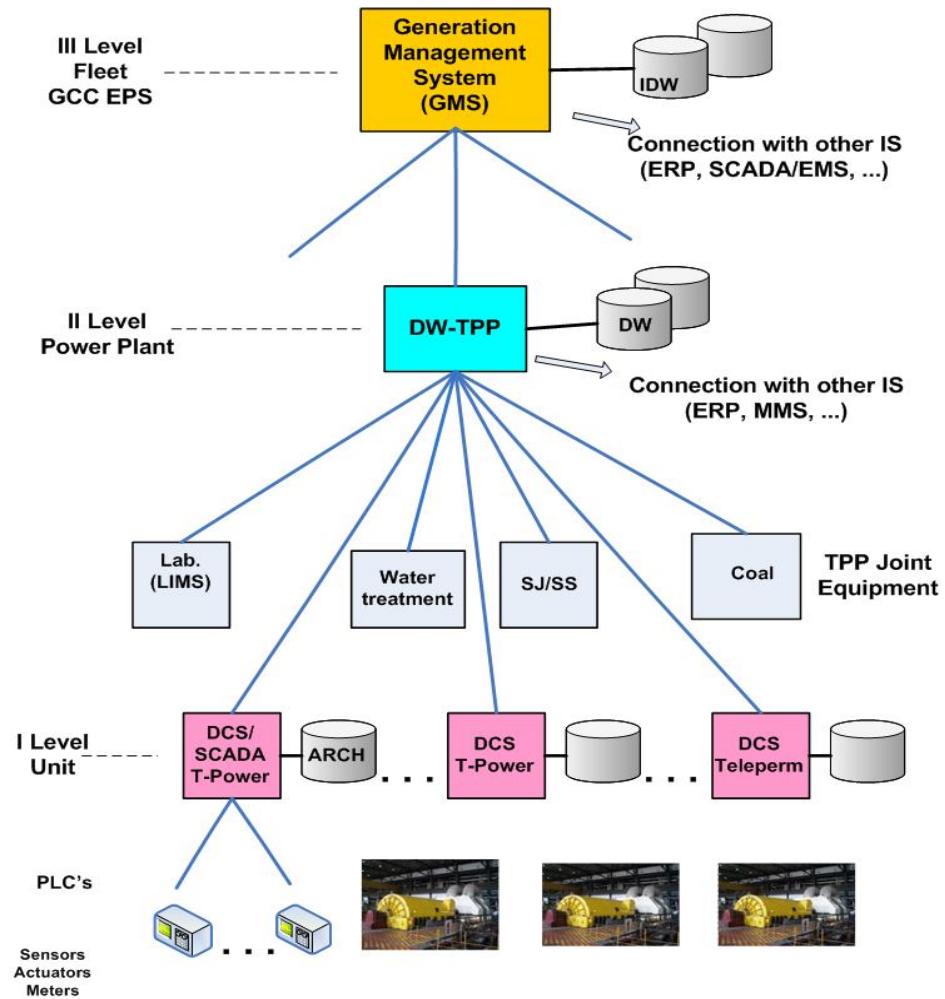 III Level
Fleet
GCC EPS
Generation
Management
System
(GMS)
IDW
Connection with other IS
(ERP, SCADA/EMS, ...)
II Level
Power Plant
DW-TPP
DW
Connection with other IS
(ERP, MMS, ...)
Lab.
(LIMS)
Water
treatment
SJ/SS
Coal
TPP Joint
Equipment
I Level
Unit
DCS/
SCADA
T-Power
ARCH
. . .
DCS
T-Power
. . .
DCS
Teleperm
PLC's
. . .
Sensors
Actuators
Meters